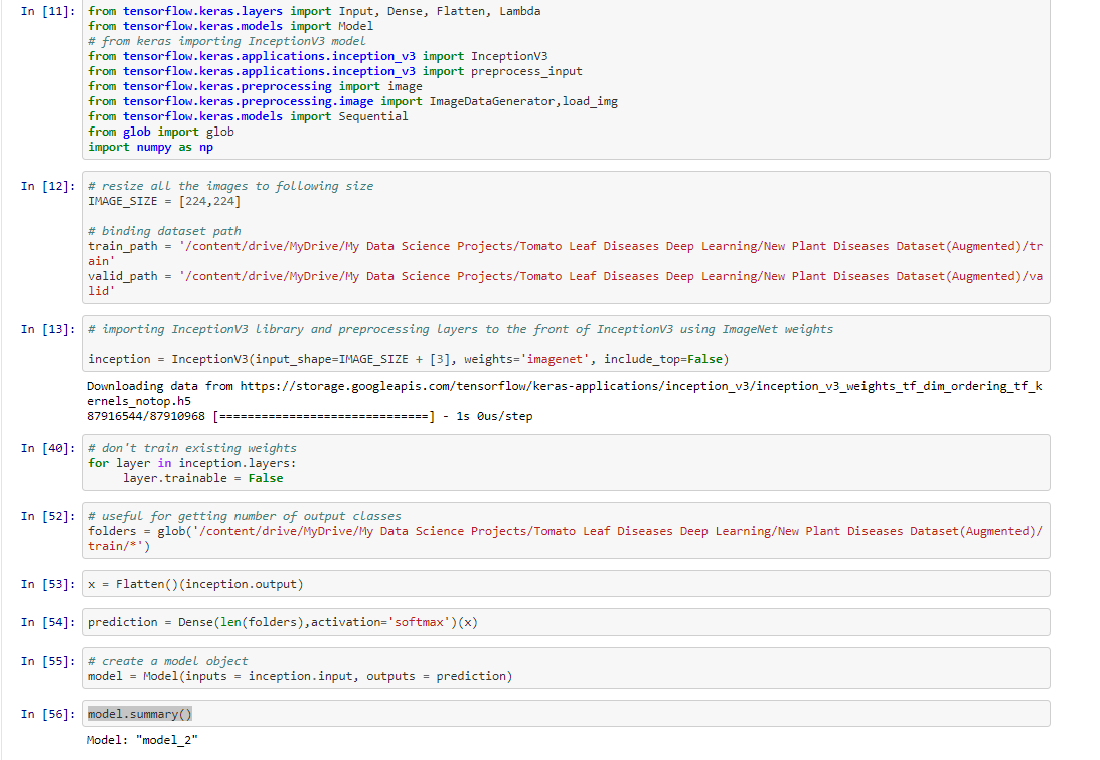 In [11]: from tensorflow.keras.layers import Input, Dense, Flatten, Lambda
from tensorflow.keras.models import Model
# from keras importing InceptionV3 model
from tensorflow.keras.applications.inception_v3 import InceptionV3
from tensorflow.keras.applications.inception_v3 import preprocess_input
from tensorflow.keras.preprocessing import image
from tensorflow.keras.preprocessing.image import ImageDataGenerator,load_img
from tensorflow.keras.models import Sequential
from glob import glob
import numpy as np
In [12]: # resize all the images to following size
IMAGE_SIZE = [224,224]
# binding dataset path
train_path = '/content/drive/MyDrive/My Data Science Projects/Tomato Leaf Diseases Deep Learning/New Plant Diseases Dataset(Augmented)/tr
ain'
valid_path = '/content/drive/MyDrive/My Data Science Projects/Tomato Leaf Diseases Deep Learning/New Plant Diseases Dataset(Augmented)/va
lid'
In [13]: # importing InceptionV3 library and preprocessing layers to the front of InceptionV3 using ImageNet weights
inception = InceptionV3(input_shape=IMAGE_SIZE + [3], weights='imagenet', include_top=False)
Downloading data from https://storage.googleapis.com/tensorflow/keras-applications/inception_v3/inception_v3_weights_tf_dim_ordering_tf_k
ernels_notop.h5
87916544/87910968 [==============================] - 1s 0us/step
In [40]: # don't train existing weights
for layer in inception.layers:
layer.trainable = False
In [52]: # useful for getting number of output classes
folders = glob('/content/drive/MyDrive/My Data Science Projects/Tomato Leaf Diseases Deep Learning/New Plant Diseases Dataset(Augmented)/
train/*')
In [53]: x = Flatten()(inception.output)
In [54]: prediction = Dense(len(folders),activation='softmax')(x)
In [55]: # create a model object
model = Model(inputs = inception.input, outputs = prediction)
In [56]: model.summary()
Model: "model_2"